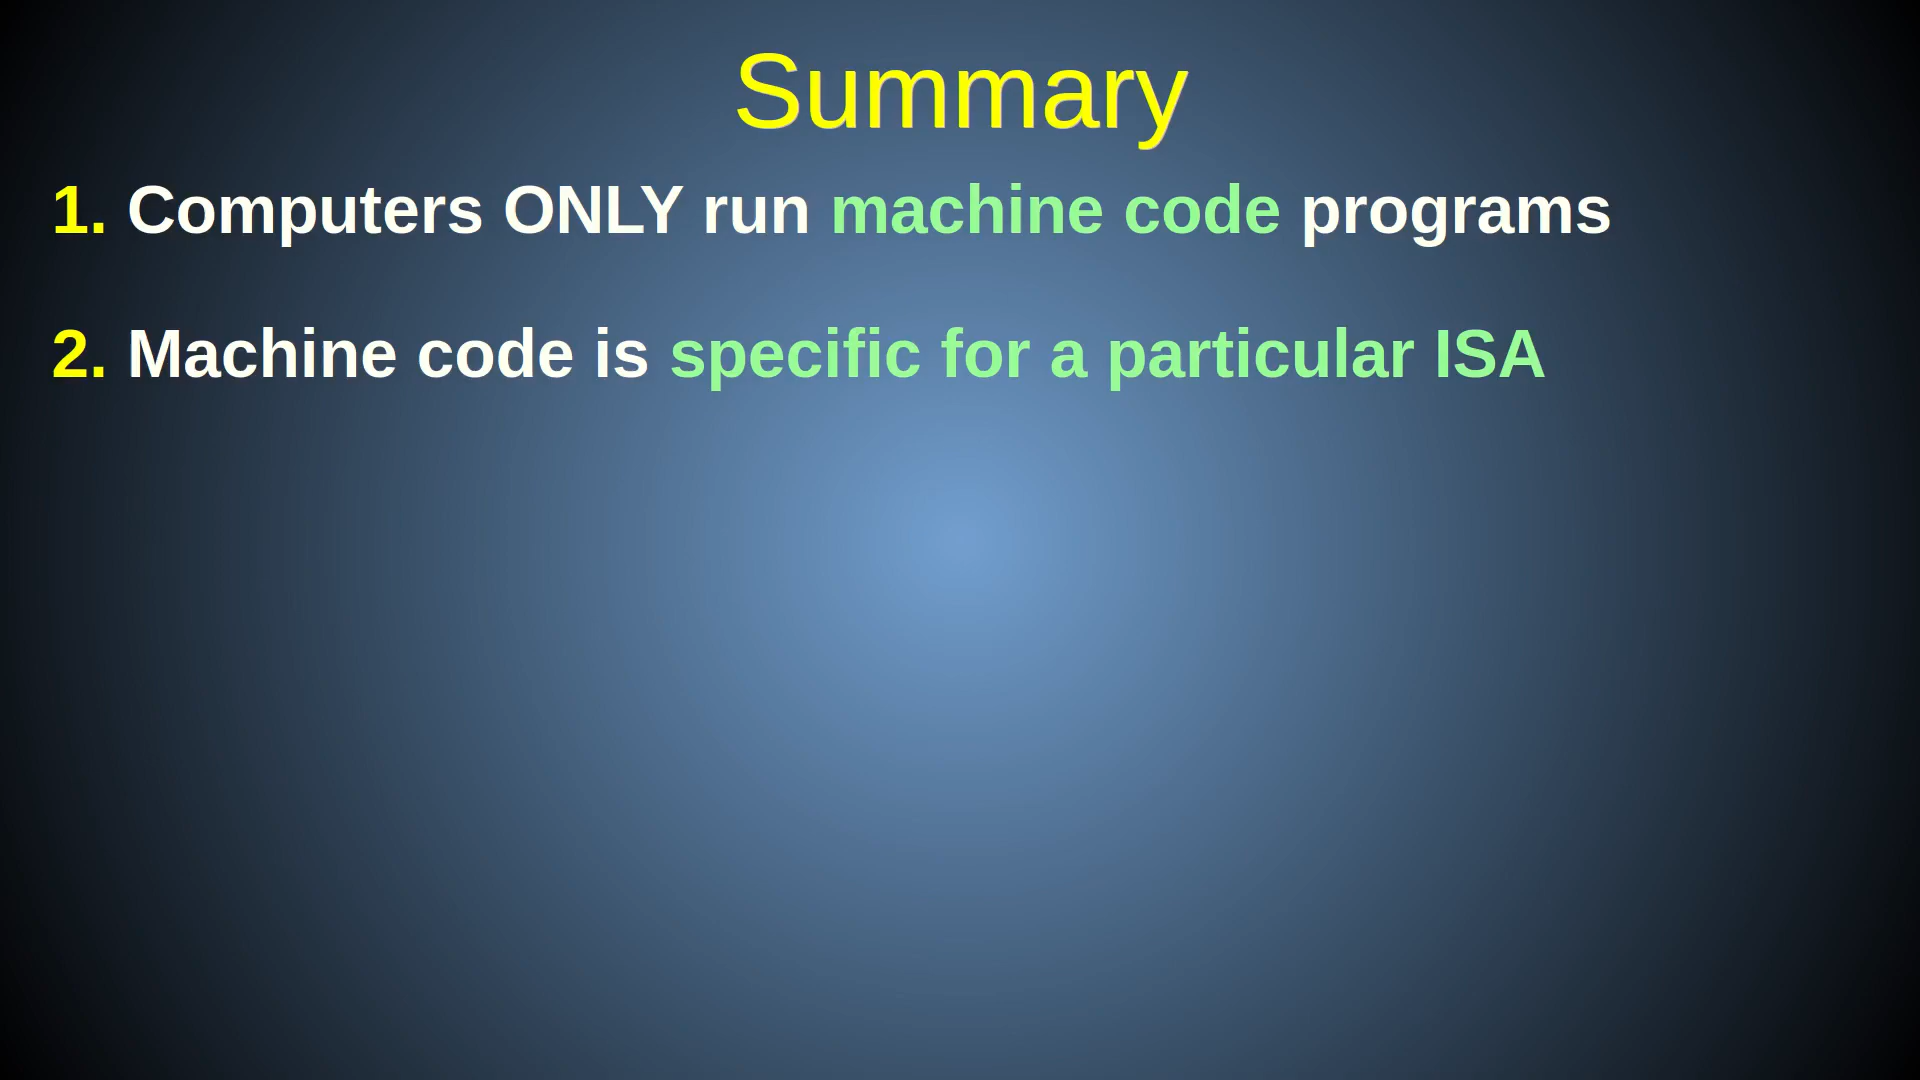 Summary
1. Computers ONLY run machine code programs
2. Machine code is specific for a particular ISA